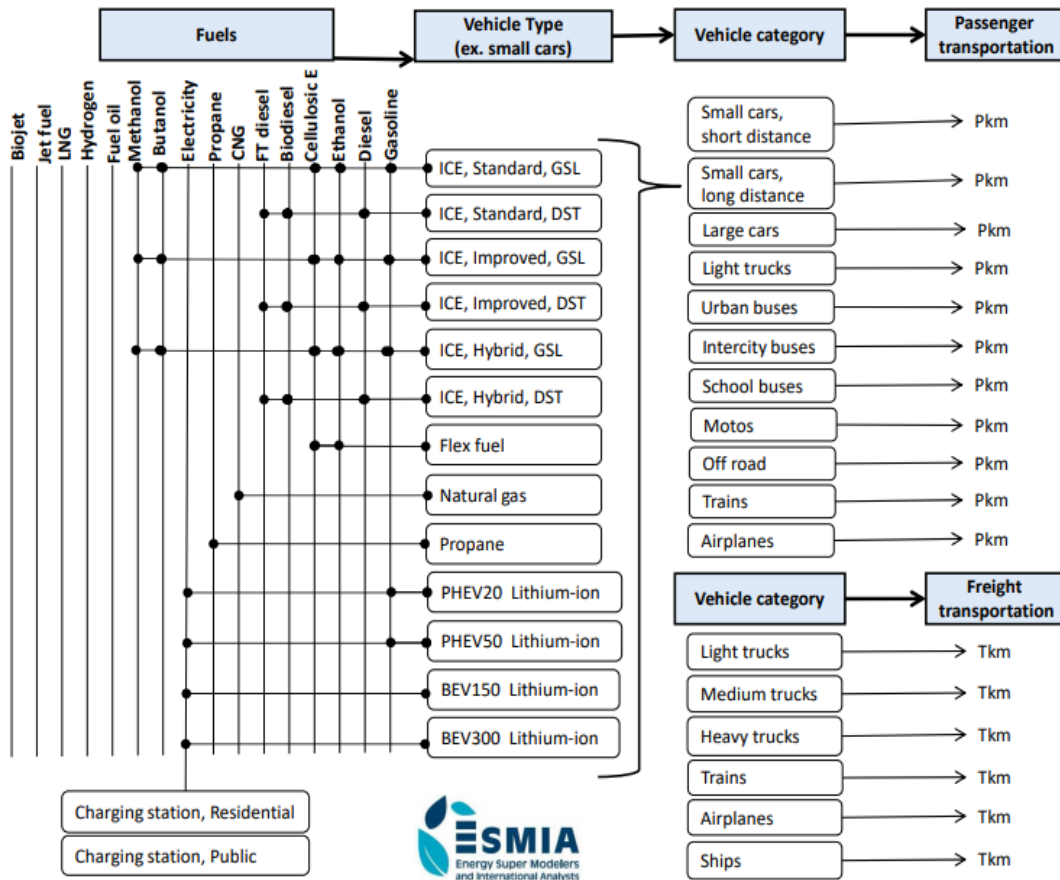 Fuels
Vehicle Type
(ex. small cars)
Vehicle category
Passenger
transportation
Biojet
Jet fuel
LNG
Hydrogen
Fuel oil
Methanol
Butanol
Electricity
Propane
CNG
FT diesel
Biodiesel
Cellulosic E
Ethanol
Diesel
Gasoline
ICE, Standard, GSL
ICE, Standard, DST
ICE, Improved, GSL
ICE, Improved, DST
ICE, Hybrid, GSL
ICE, Hybrid, DST
Flex fuel
Natural gas
Propane
PHEV20 Lithium-ion
PHEV50 Lithium-ion
BEV150 Lithium-ion
BEV300 Lithium-ion
Charging station, Residential
Charging station, Public
Small cars,
short distance
Pkm
Small cars,
long distance
Pkm
Large cars
Pkm
Light trucks
Pkm
Urban buses
Pkm
Intercity buses
Pkm
School buses
Pkm
Motos
Pkm
Off road
Pkm
Trains
Pkm
Airplanes
Pkm
Vehicle category
Freight
transportation
Light trucks
Tkm
Medium trucks
Tkm
Heavy trucks
Tkm
Trains
Tkm
Airplanes
Tkm
Ships
Tkm
ESMIA
Energy Super Modelers
and International Analysts